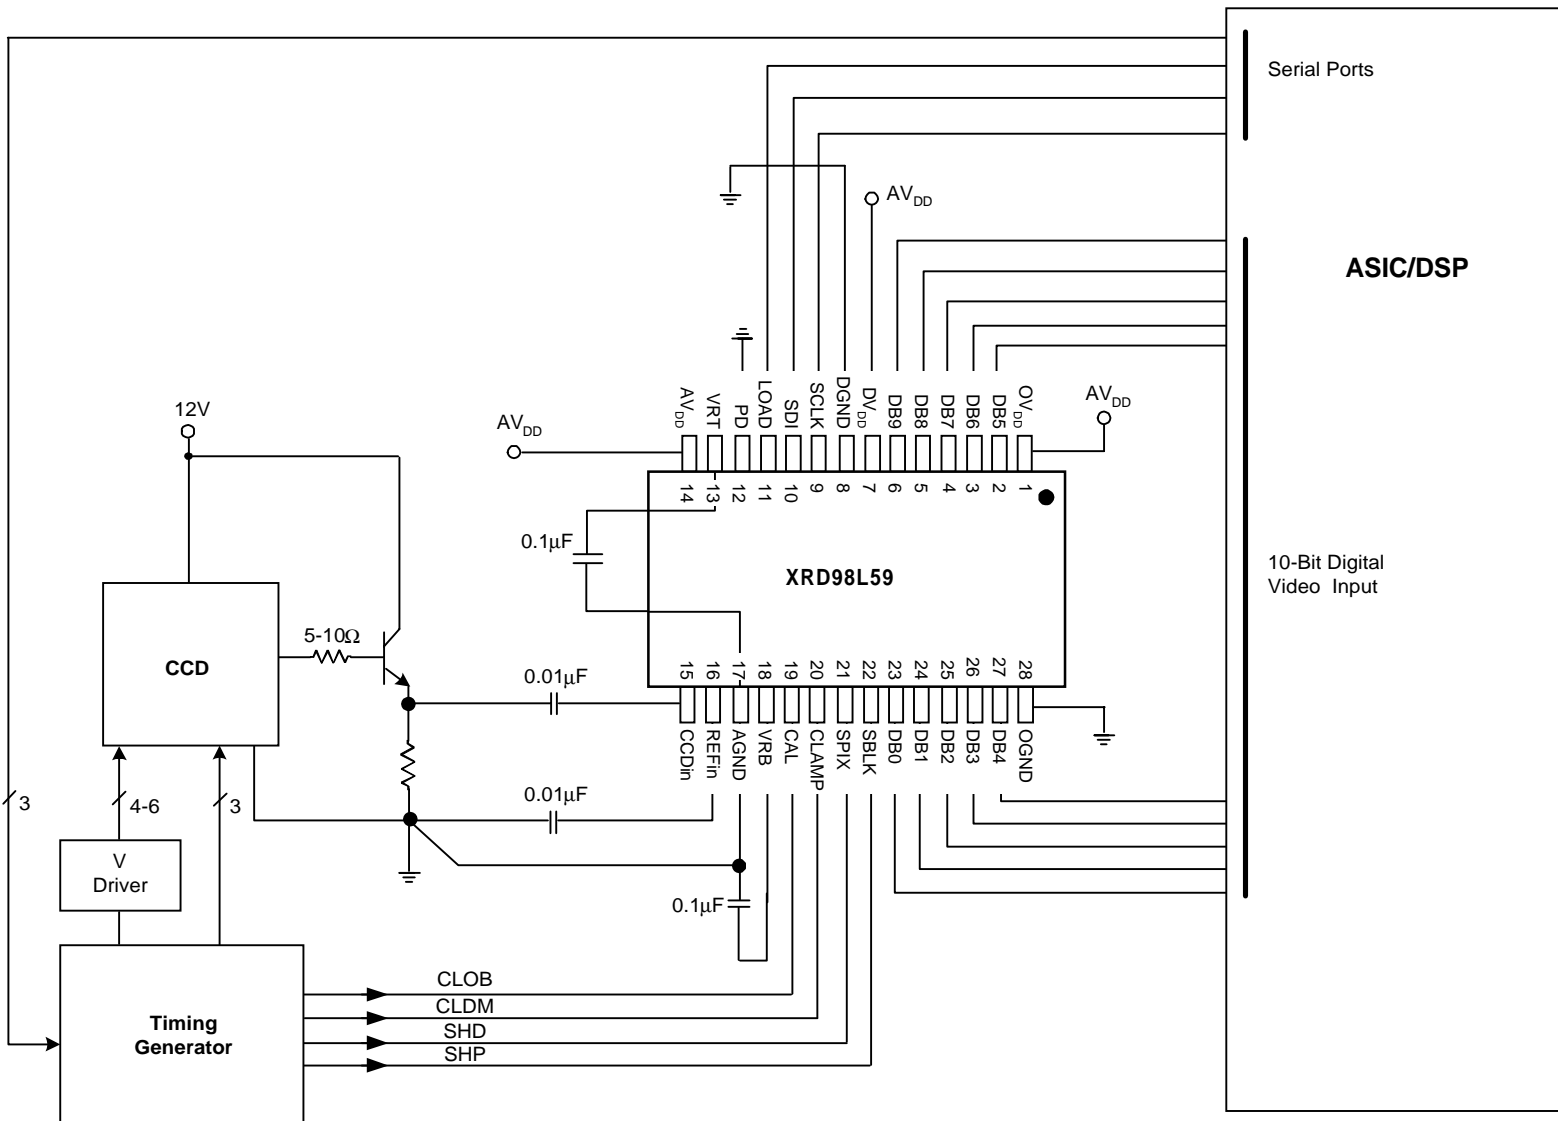 Serial Ports
AVDD
ASIC/DSP
AVDD
VRT
PD
LOAD
SDI
SCLK
DGND
DVDD
DB9
DB8
DB7
DB6
DB5
OVDD
AVDD
12V
AVDD
14
13
12
11
10
9
8
7
6
5
4
3
2
1
0.1µF
XRD98L59
10-Bit Digital
Video Input
5-10Ω
CCD
0.01µF
15
16
17
18
19
20
21
22
23
24
25
26
27
28
CCDin
REFin
AGND
VRB
CAL
CLAMP
SPIX
SBLK
DB0
DB1
DB2
DB3
DB4
OGND
3
4-6
3
0.01µF
V
Driver
0.1µF
CLOB
CLDM
SHD
SHP
Timing
Generator